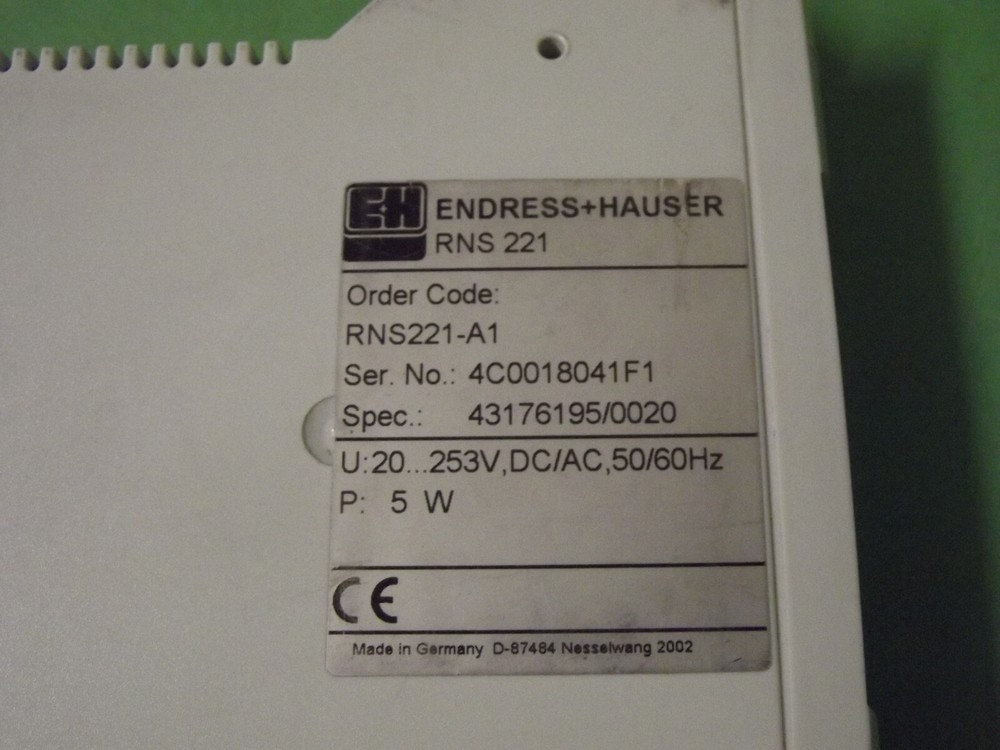 E+H ENDRESS+HAUSER
RNS 221
Order Code:
RNS221-A1
Ser. No.: 4C0018041F1
Spec.: 43176195/0020
U:20...253V,DC/AC,50/60Hz
P: 5 W
CE
Made in Germany D-87484 Nesselwang 2002